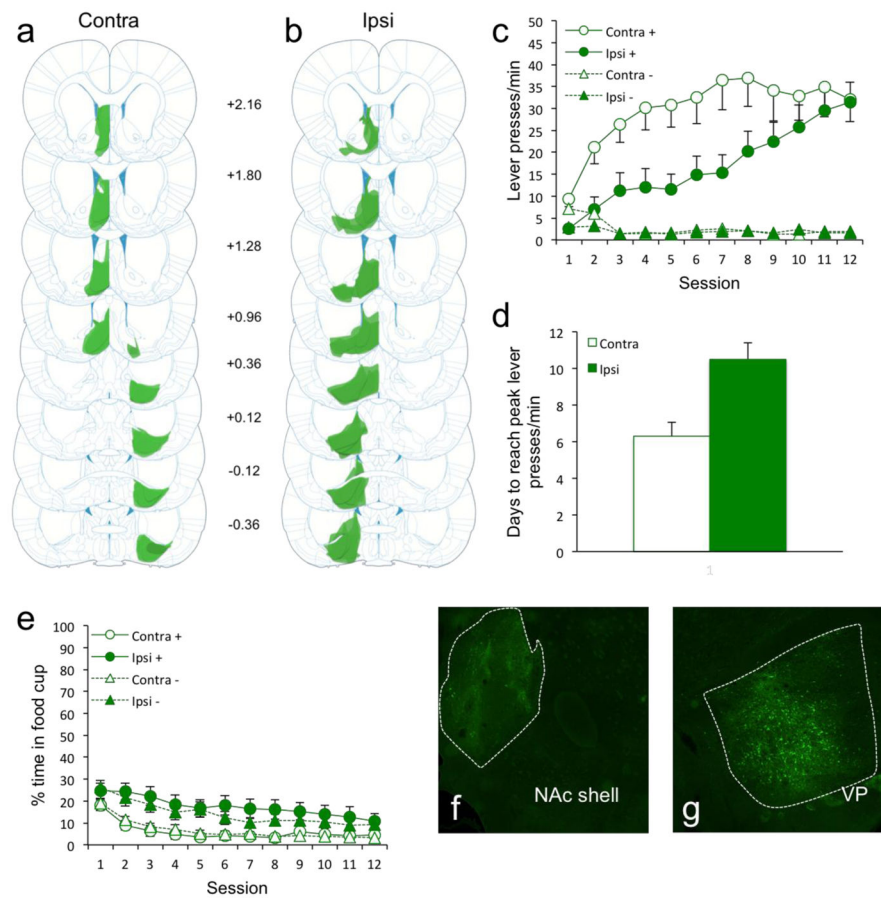 a
Contra
b
Ipsi
+2.16
+1.80
+1.28
+0.96
+0.36
+0.12
-0.12
-0.36
c
Lever presses/min
50
45
40
35
30
25
20
15
10
5
0
Contra +
Ipsi +
Contra -
Ipsi -
1 2 3 4 5 6 7 8 9 10 11 12
Session
d
Days to reach peak lever
presses/min
12
10
8
6
4
2
0
Contra
Ipsi
1
e
% time in food cup
100
90
80
70
60
50
40
30
20
10
0
Contra +
Ipsi +
Contra -
Ipsi -
1 2 3 4 5 6 7 8 9 10 11 12
Session
f
NAc shell
g
VP